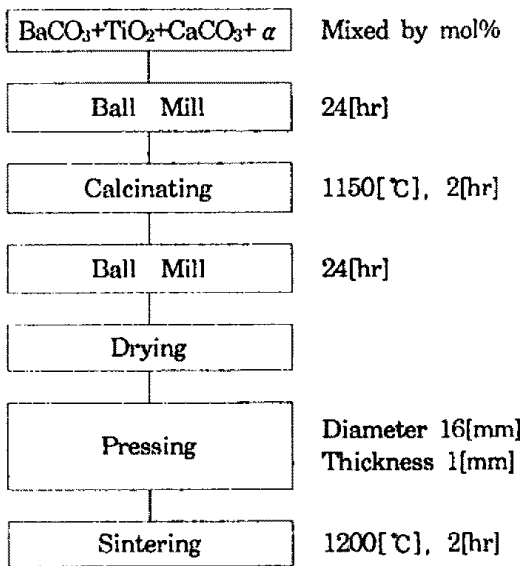 BaCO₃+TiO₂+CaCO₃+ α Mixed by mol%
Ball Mill 24[hr]
Calcinating 1150[℃], 2[hr]
Ball Mill 24[hr]
Drying
Pressing
Diameter 16[mm]
Thickness 1[mm]
Sintering 1200[℃], 2[hr]